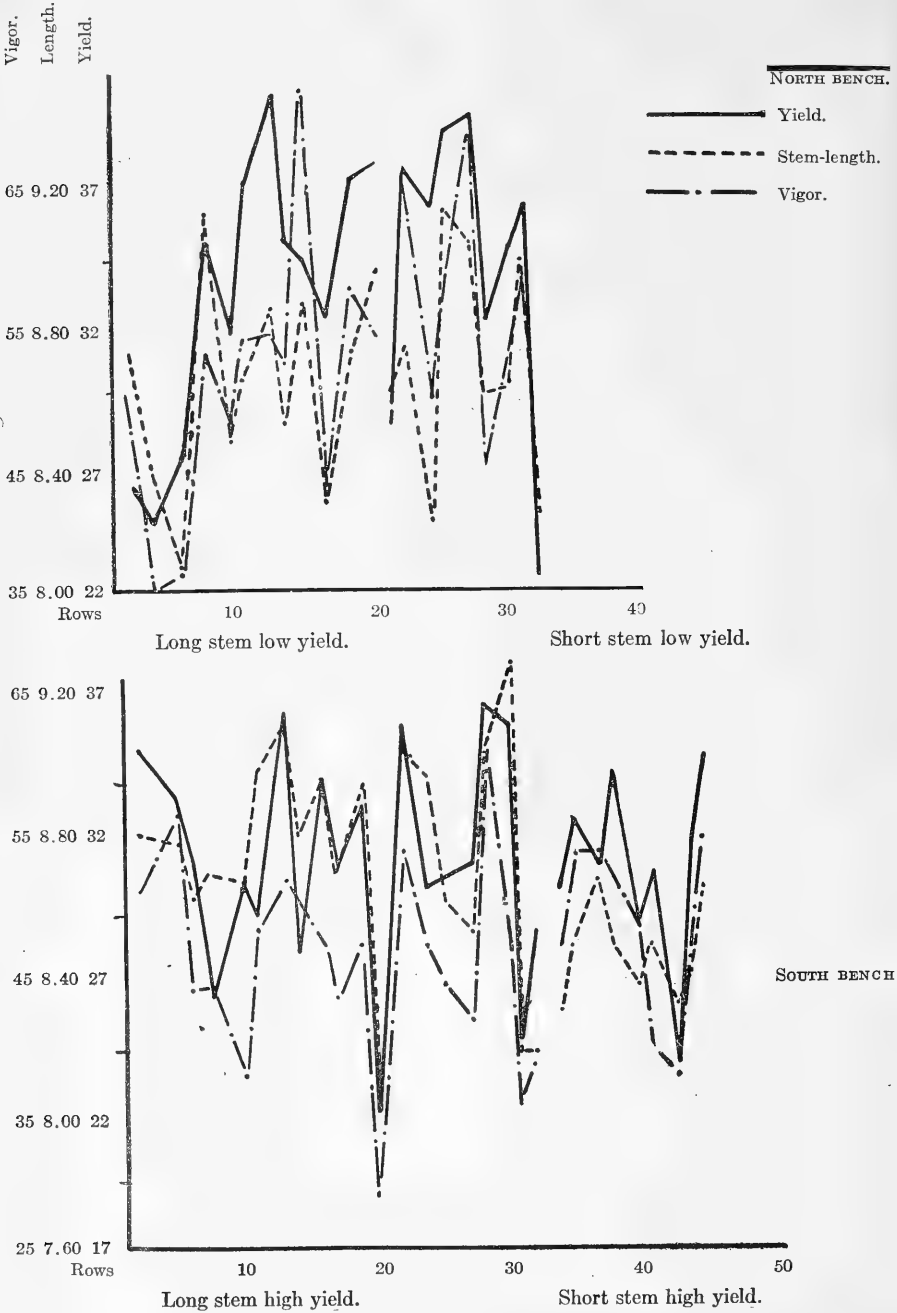 Vigor.
Length.
Yield.
NORTH BENCH.
Yield.
Stem-length.
Vigor.
65 9.20 37
55 8.80 32
45 8.40 27
35 8.00 22
Rows 10 20 30 40
Long stem low yield. Short stem low yield.
65 9.20 37
55 8.80 32
45 8.40 27
SOUTH BENCH
35 8.00 22
25 7.60 17
Rows 10 20 30 40 50
Long stem high yield. Short stem high yield.